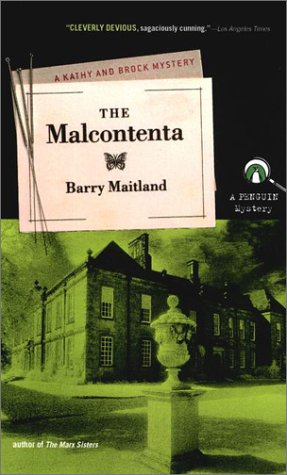 "CLEVERLY DEVIOUS, SAGACIOUSLY CUNNING." —Los Angeles Times
A KATHY AND BROCK MYSTERY
THE
Malcontenta
Barry Maitland
A PENGUIN
Mystery
author of The Marx Sisters